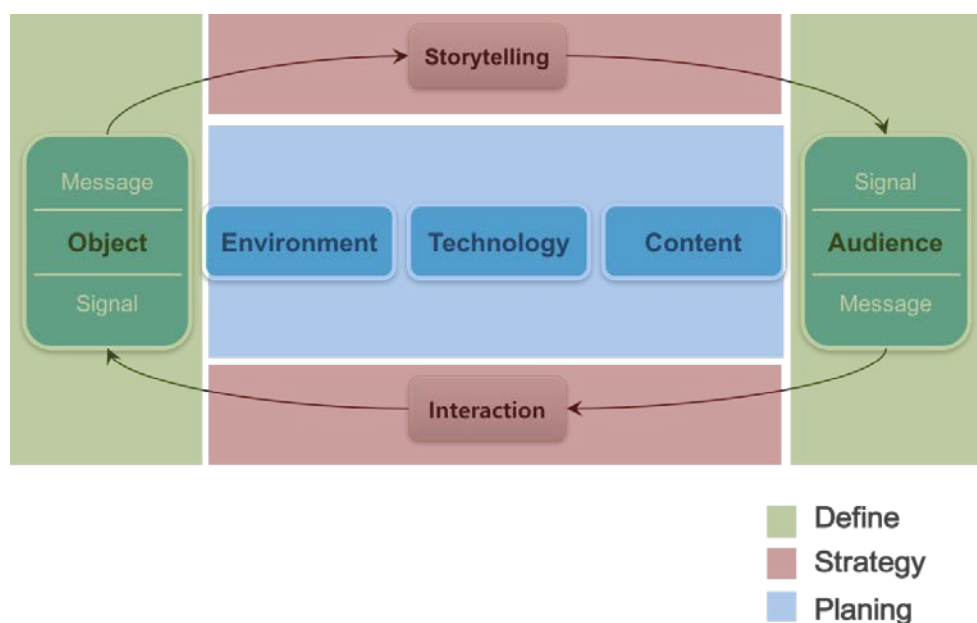 Storytelling
Message
Object
Signal
Environment
Technology
Content
Signal
Audience
Message
Interaction
Define
Strategy
Planing